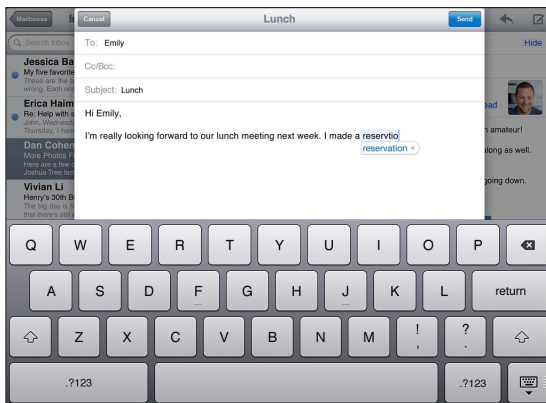 Mailboxes
Cancel
Lunch
Send
Search Inbox
Hide
To: Emily
Cc/Bcc:
Subject: Lunch
Hi Emily,
I'm really looking forward to our lunch meeting next week. I made a reservtio
reservation ×
Jessica Ba
My five favorite
These are the
wrong. Each one
Erica Haim
Re: Help with s
John, Wednesd
Thursday. I hav
Dan Cohen
More Photos F
Here are a few
Joshua Tree las
Vivian Li
Henry's 30th B
The big day is h
that there's still
ead
n amateur!
along as well.
going down.
Q W E R T Y U I O P
A S D F G H J K L return
Z X C V B N M ! , ? .
.?123 .?123